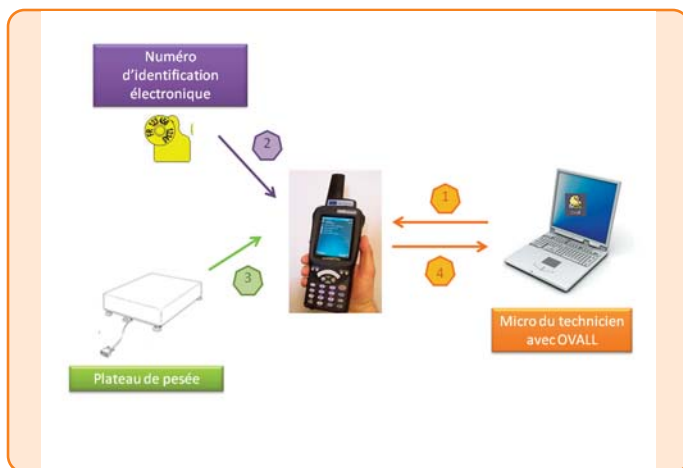 Numéro
d'identification
électronique
2
1
4
3
Micro du technicien
avec OVALL
Plateau de pesée